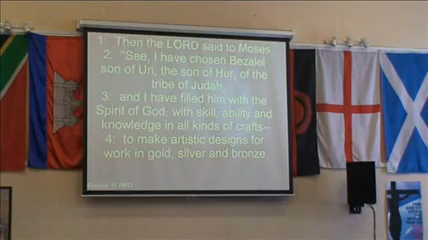 1:  Then the LORD said to Moses
2:  "See, I have chosen Bezalel
son of Uri, the son of Hur, of the
tribe of Judah,
3:  and I have filled him with the
Spirit of God, with skill, ability and
knowledge in all kinds of crafts--
4:  to make artistic designs for
work in gold, silver and bronze,